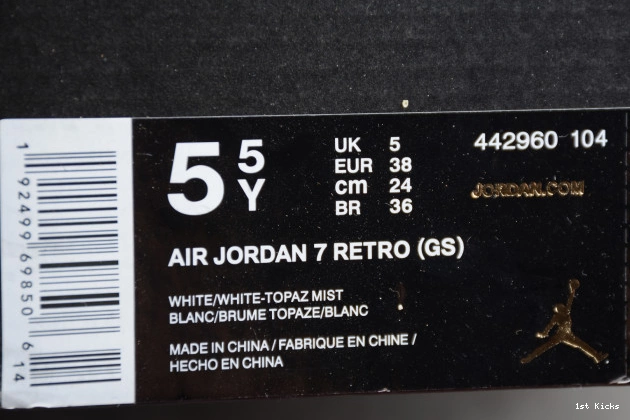 1 92499 69850 6 14
5 5
Y
UK 5
EUR 38
cm 24
BR 36
442960 104
JORDAN.COM
AIR JORDAN 7 RETRO (GS)
WHITE/WHITE-TOPAZ MIST
BLANC/BRUME TOPAZE/BLANC
MADE IN CHINA / FABRIQUE EN CHINE /
HECHO EN CHINA
1st Kicks